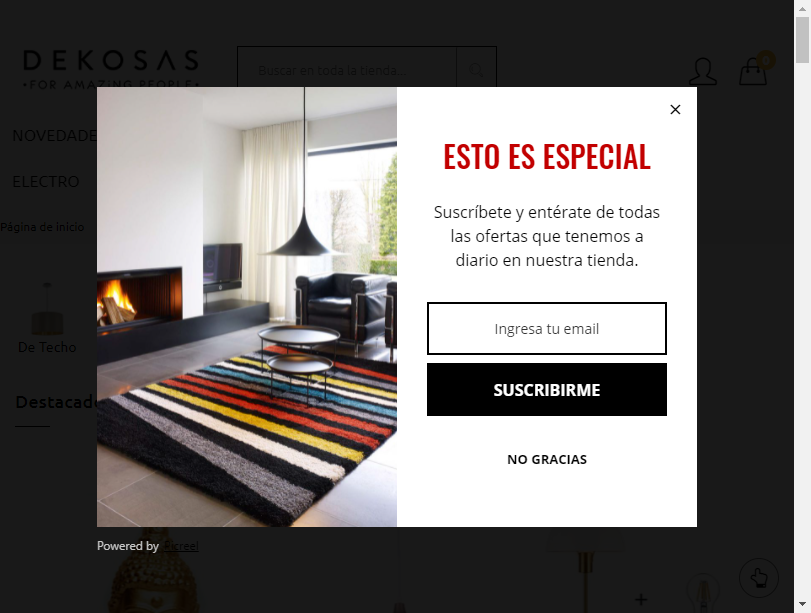 DEKOSAS
•FOR AMAZING PEOPLE•
Buscar en toda la tienda...
0
NOVEDADE
ELECTRO
Página de inicio
De Techo
Destacado
×
ESTO ES ESPECIAL
Suscríbete y entérate de todas
las ofertas que tenemos a
diario en nuestra tienda.
Ingresa tu email
SUSCRIBIRME
NO GRACIAS
Powered by